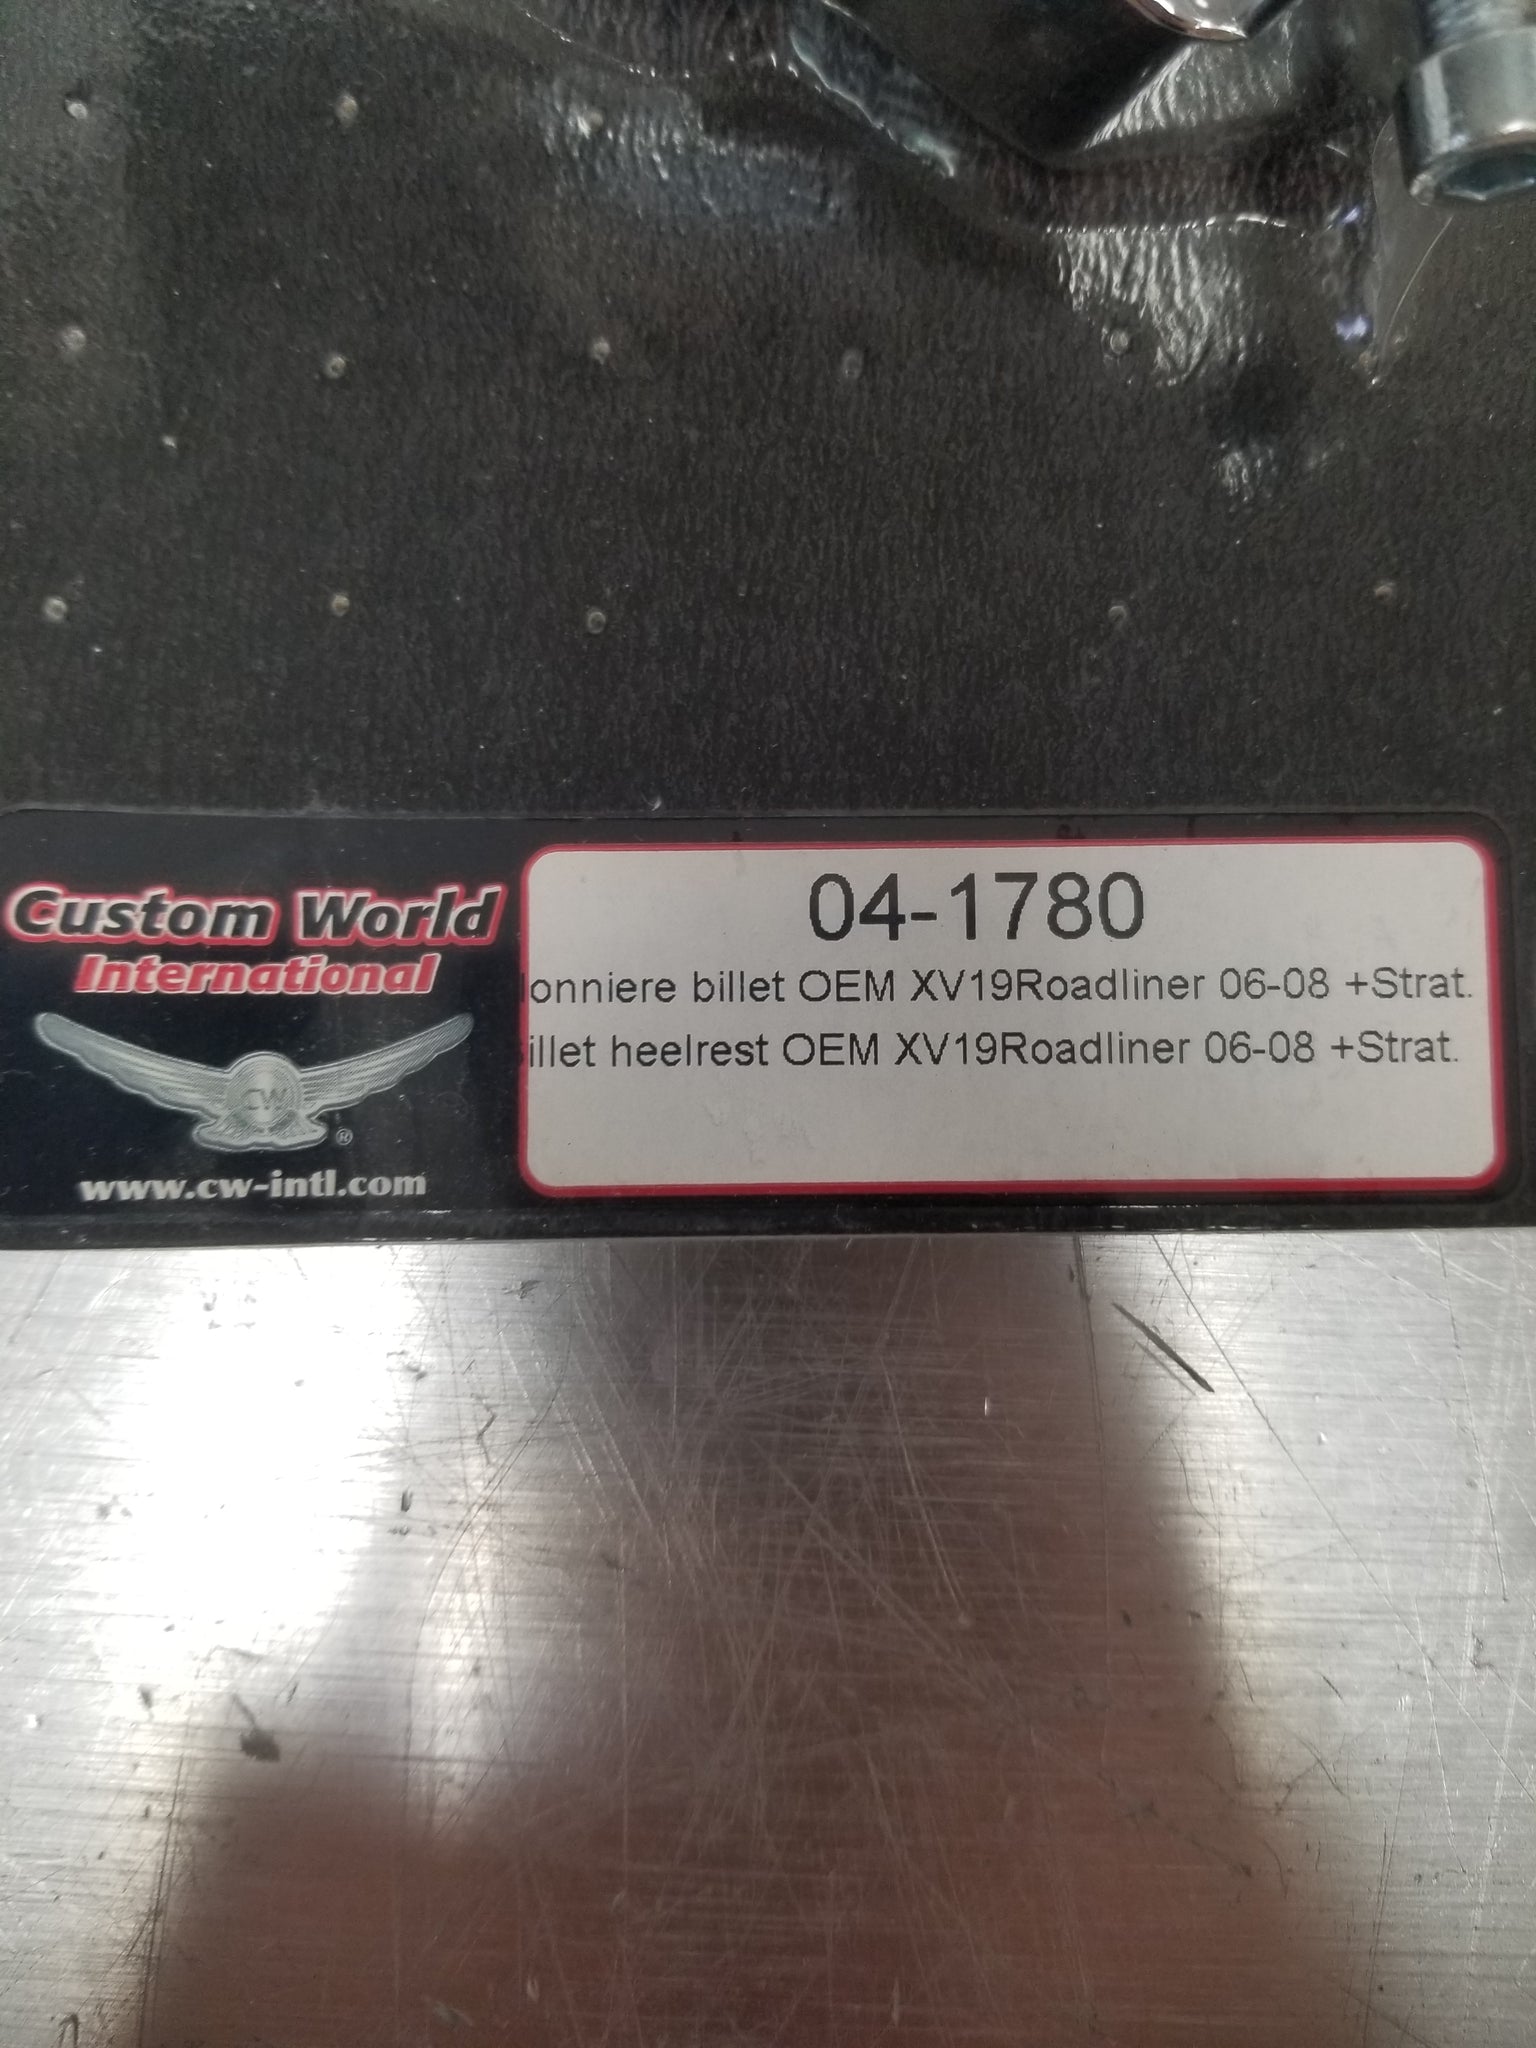 Custom World
International
CW
®
www.cw-intl.com
04-1780
lonniere billet OEM XV19Roadliner 06-08 +Strat.
illet heelrest OEM XV19Roadliner 06-08 +Strat.